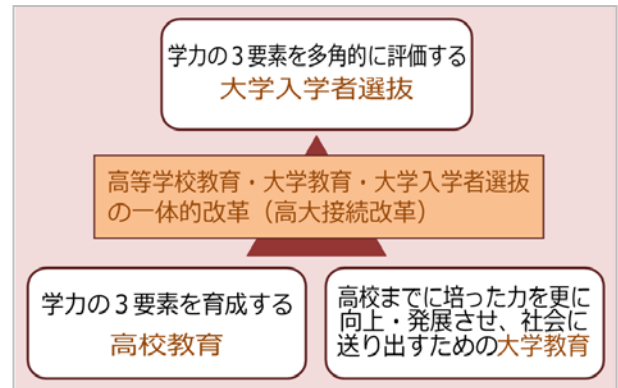 学力の3要素を多角的に評価する
大学入学者選抜
高等学校教育・大学教育・大学入学者選抜
の一体的改革（高大接続改革）
学力の3要素を育成する
高校教育
高校までに培った力を更に
向上・発展させ、社会に
送り出すための大学教育